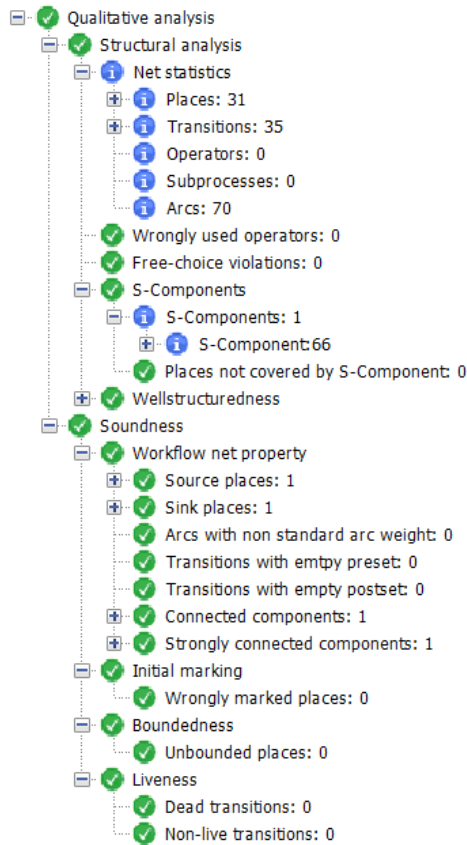 Qualitative analysis
Structural analysis
Net statistics
Places: 31
Transitions: 35
Operators: 0
Subprocesses: 0
Arcs: 70
Wrongly used operators: 0
Free-choice violations: 0
S-Components
S-Components: 1
S-Component:66
Places not covered by S-Component: 0
Wellstructuredness
Soundness
Workflow net property
Source places: 1
Sink places: 1
Arcs with non standard arc weight: 0
Transitions with emtpy preset: 0
Transitions with empty postset: 0
Connected components: 1
Strongly connected components: 1
Initial marking
Wrongly marked places: 0
Boundedness
Unbounded places: 0
Liveness
Dead transitions: 0
Non-live transitions: 0